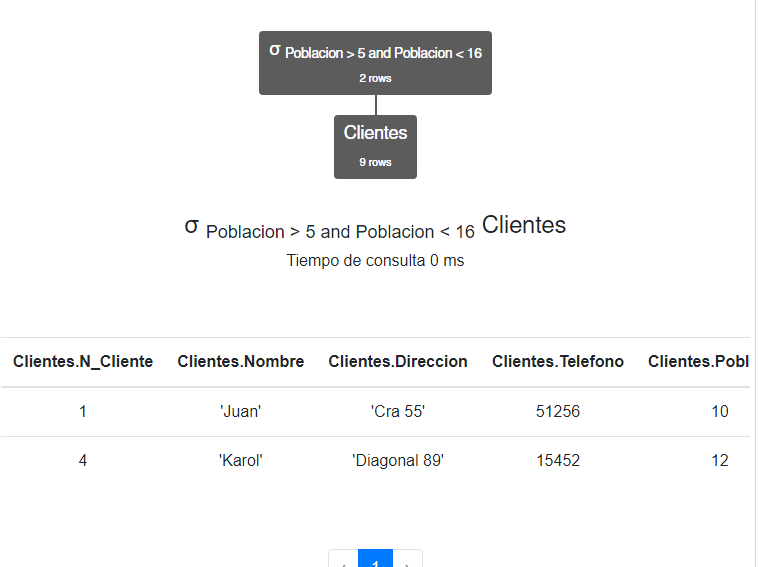 σ Poblacion > 5 and Poblacion < 16
2 rows
Clientes
9 rows
σ Poblacion > 5 and Poblacion < 16 Clientes
Tiempo de consulta 0 ms
Clientes.N_Cliente Clientes.Nombre Clientes.Direccion Clientes.Telefono Clientes.Pobl
1 'Juan' 'Cra 55' 51256 10
4 'Karol' 'Diagonal 89' 15452 12
‹ 1 ›